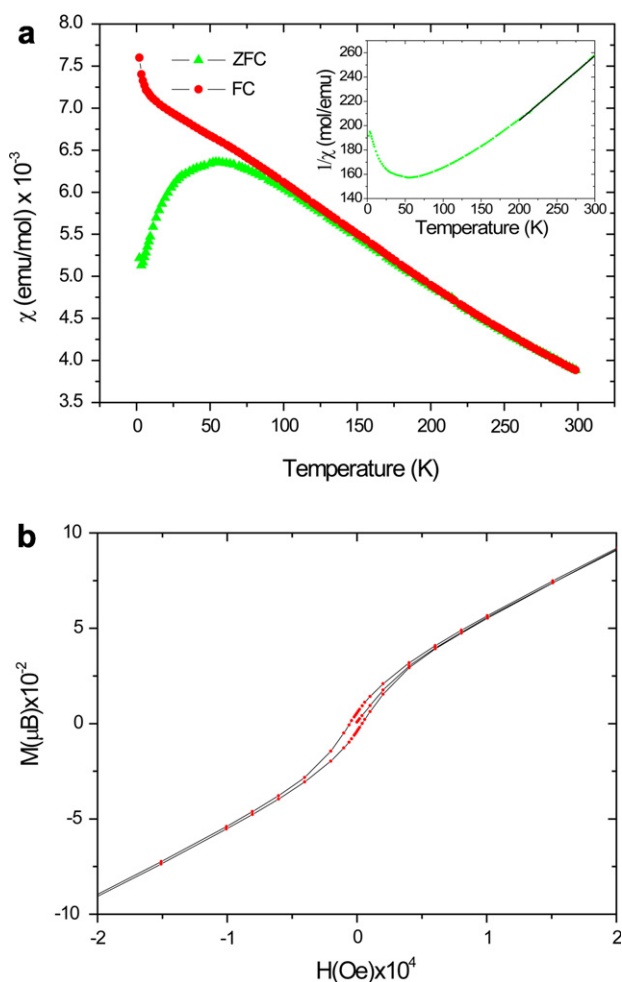 a
8.0
7.5
7.0
6.5
6.0
5.5
5.0
4.5
4.0
3.5
χ (emu/mol) x 10⁻³
ZFC
FC
260
240
220
200
180
160
140
1/χ (mol/emu)
0 50 100 150 200 250 300
Temperature (K)
0 50 100 150 200 250 300
Temperature (K)
b
10
5
0
-5
-10
M(μB)x10⁻²
-2 -1 0 1 2
H(Oe)x10⁴